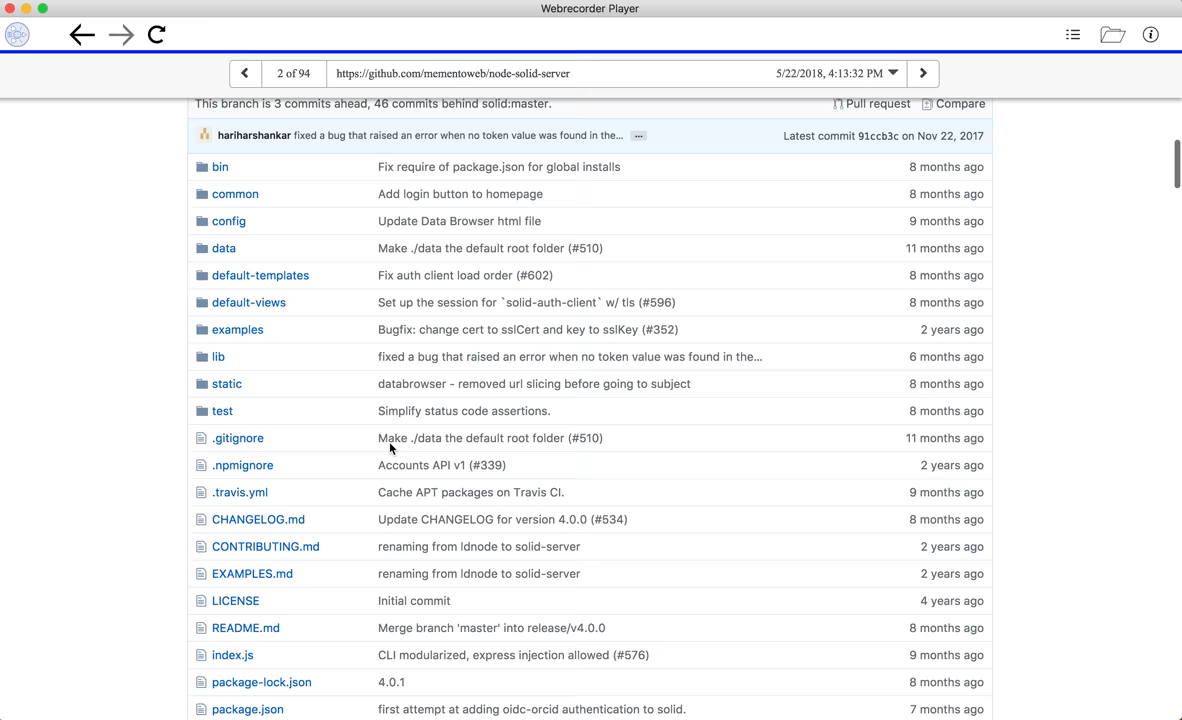 Webrecorder Player
2 of 94 https://github.com/mementoweb/node-solid-server 5/22/2018, 4:13:32 PM
This branch is 3 commits ahead, 46 commits behind solid:master. Pull request Compare
hariharshankar fixed a bug that raised an error when no token value was found in the… … Latest commit 91ccb3c on Nov 22, 2017
bin Fix require of package.json for global installs 8 months ago
common Add login button to homepage 8 months ago
config Update Data Browser html file 9 months ago
data Make ./data the default root folder (#510) 11 months ago
default-templates Fix auth client load order (#602) 8 months ago
default-views Set up the session for `solid-auth-client` w/ tls (#596) 8 months ago
examples Bugfix: change cert to sslCert and key to sslKey (#352) 2 years ago
lib fixed a bug that raised an error when no token value was found in the… 6 months ago
static databrowser - removed url slicing before going to subject 8 months ago
test Simplify status code assertions. 8 months ago
.gitignore Make ./data the default root folder (#510) 11 months ago
.npmignore Accounts API v1 (#339) 2 years ago
.travis.yml Cache APT packages on Travis CI. 9 months ago
CHANGELOG.md Update CHANGELOG for version 4.0.0 (#534) 8 months ago
CONTRIBUTING.md renaming from ldnode to solid-server 2 years ago
EXAMPLES.md renaming from ldnode to solid-server 2 years ago
LICENSE Initial commit 4 years ago
README.md Merge branch 'master' into release/v4.0.0 8 months ago
index.js CLI modularized, express injection allowed (#576) 9 months ago
package-lock.json 4.0.1 8 months ago
package.json first attempt at adding oidc-orcid authentication to solid. 7 months ago